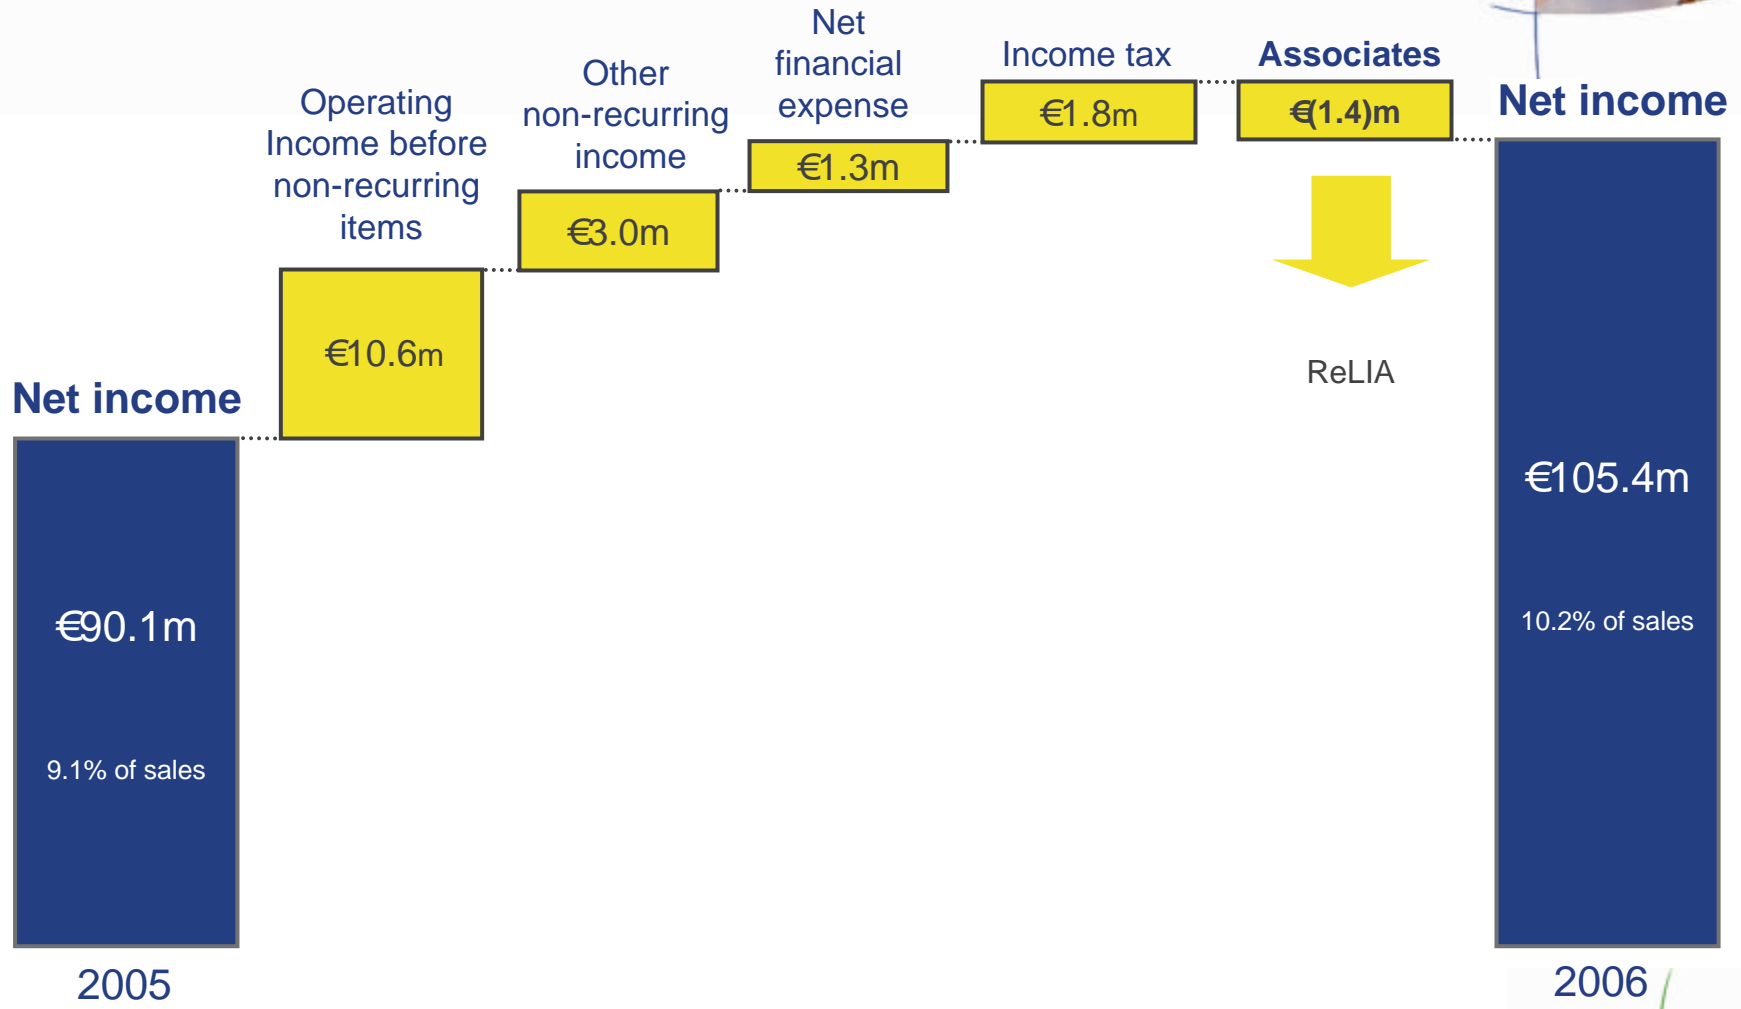 Net income
€90.1m
9.1% of sales
2005
Operating
Income before
non-recurring
items
€10.6m
Other
non-recurring
income
€3.0m
Net
financial
expense
€1.3m
Income tax
€1.8m
Associates
€(1.4)m
ReLIA
Net income
€105.4m
10.2% of sales
2006